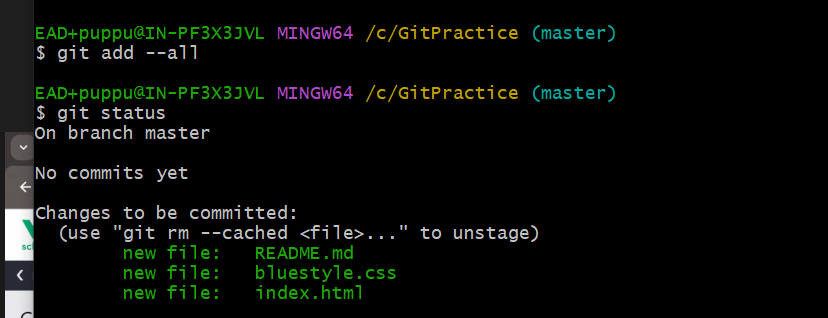 EAD+puppu@IN-PF3X3JVL MINGW64 /c/GitPractice (master)
$ git add --all
EAD+puppu@IN-PF3X3JVL MINGW64 /c/GitPractice (master)
$ git status
On branch master
No commits yet
Changes to be committed:
(use "git rm --cached <file>..." to unstage)
new file: README.md
new file: bluestyle.css
new file: index.html